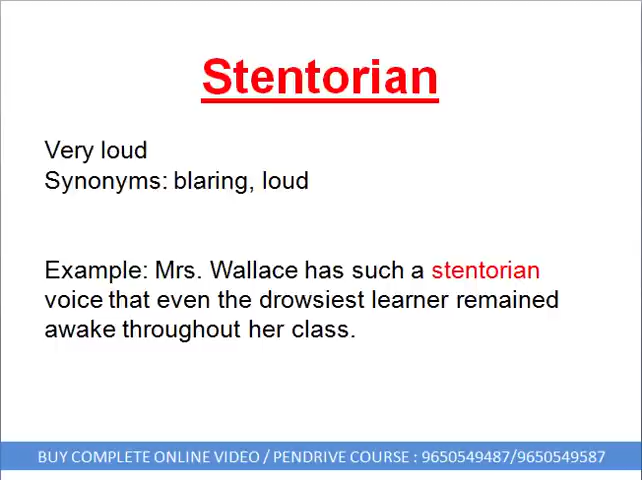 Stentorian
Very loud
Synonyms: blaring, loud
Example: Mrs. Wallace has such a stentorian
voice that even the drowsiest learner remained
awake throughout her class.
BUY COMPLETE ONLINE VIDEO / PENDRIVE COURSE : 9650549487/9650549587